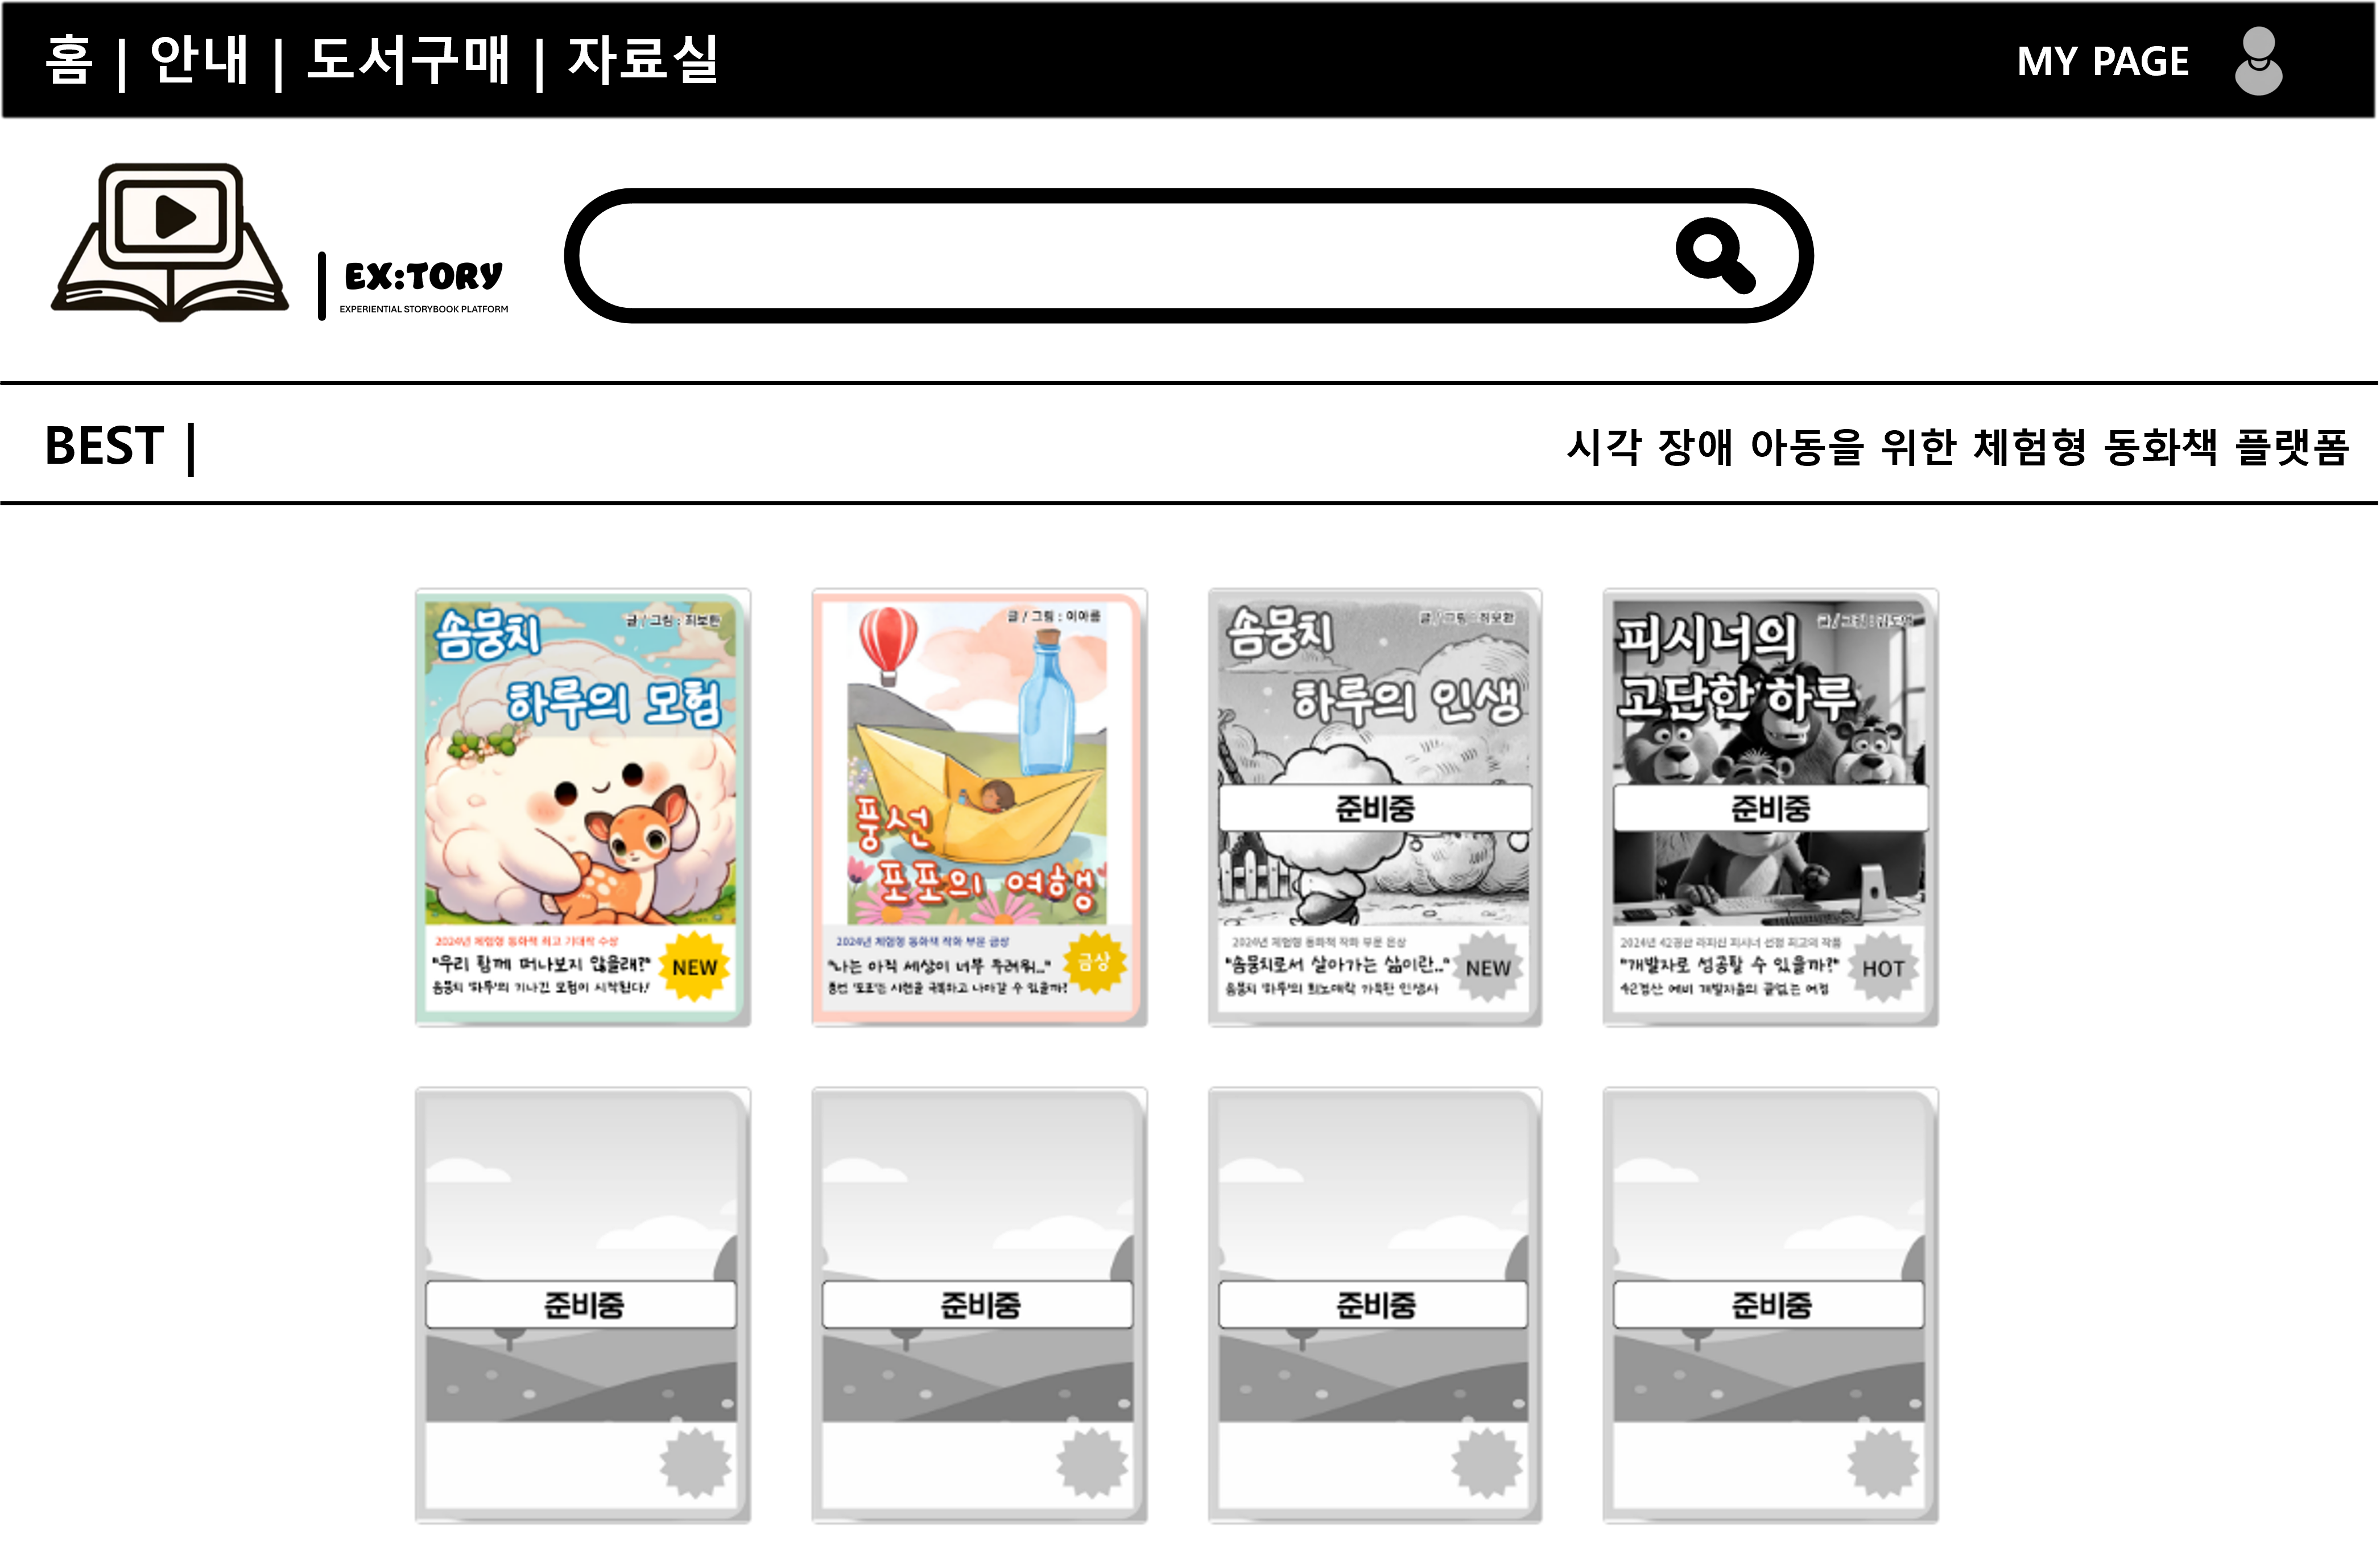 홈 | 안내 | 도서구매 | 자료실
MY PAGE
EX:TORY
EXPERIENTIAL STORYBOOK PLATFORM
BEST |
시각 장애 아동을 위한 체험형 동화책 플랫폼
솜뭉치
글 / 그림 : 최보환
하루의 모험
2024년 체험형 동화책 최고 기대작 수상
"우리 함께 떠나보지 않을래?"
솜뭉치 '하루'의 기나긴 모험이 시작된다!
NEW
글 / 그림 : 이아름
풍선
포포의 여행
2024년 체험형 동화책 작화 부문 금상
"나는 아직 세상이 너무 두려워..."
풍선 '포포'는 시련을 극복하고 나아갈 수 있을까?
금상
솜뭉치
글 / 그림 : 최보환
하루의 인생
준비중
2024년 체험형 동화책 작화 부문 은상
"솜뭉치로서 살아가는 삶이란..."
솜뭉치 '하루'의 희노애락 가득한 인생사
NEW
피시너의
글 / 그림 :
고단한 하루
준비중
2024년 42경산 라피신 피시너 선정 최고의 작품
"개발자로 성공할 수 있을까?"
42경산 예비 개발자들의 끝없는 여정
HOT
준비중
준비중
준비중
준비중